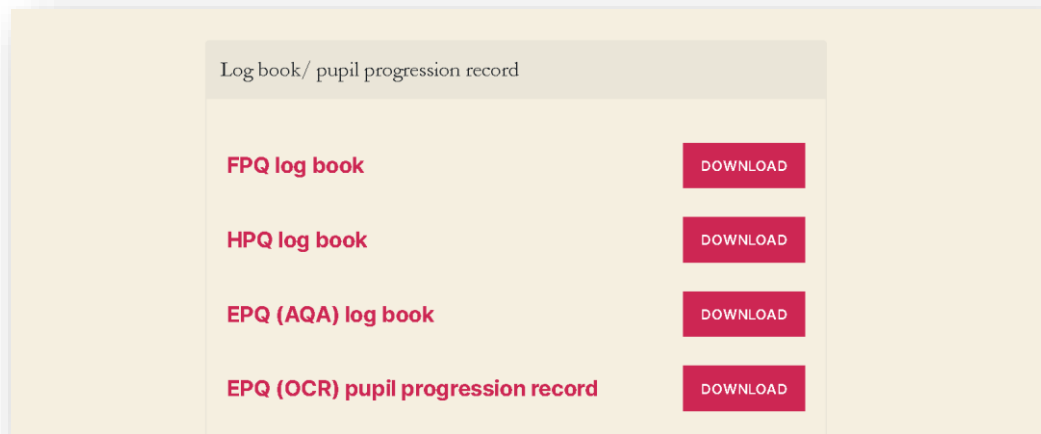 Log book/ pupil progression record
FPQ log book DOWNLOAD
HPQ log book DOWNLOAD
EPQ (AQA) log book DOWNLOAD
EPQ (OCR) pupil progression record DOWNLOAD